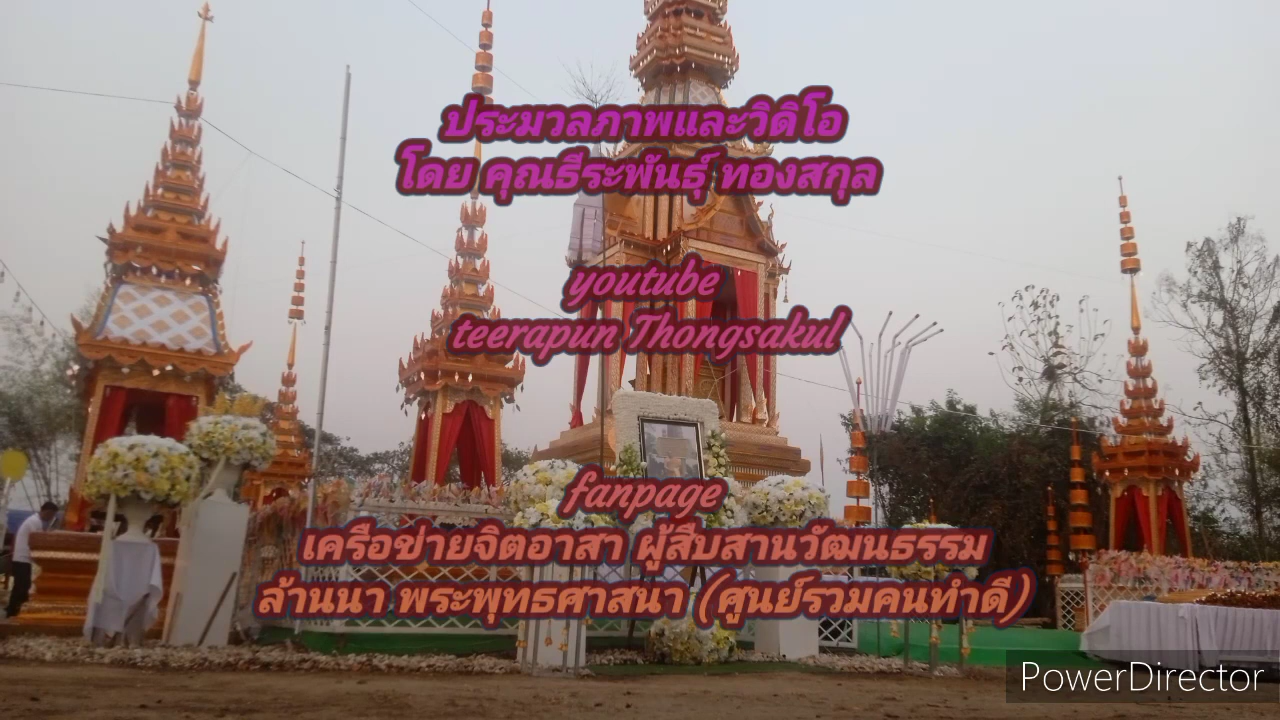 ประมวลภาพและวิดิโอ
โดย คุณธีระพันธุ์ ทองสกุล
youtube
teerapun Thongsakul
fanpage
เครือข่ายจิตอาสา ผู้สืบสานวัฒนธรรม
ล้านนา พระพุทธศาสนา (ศูนย์รวมคนทำดี)
PowerDirector